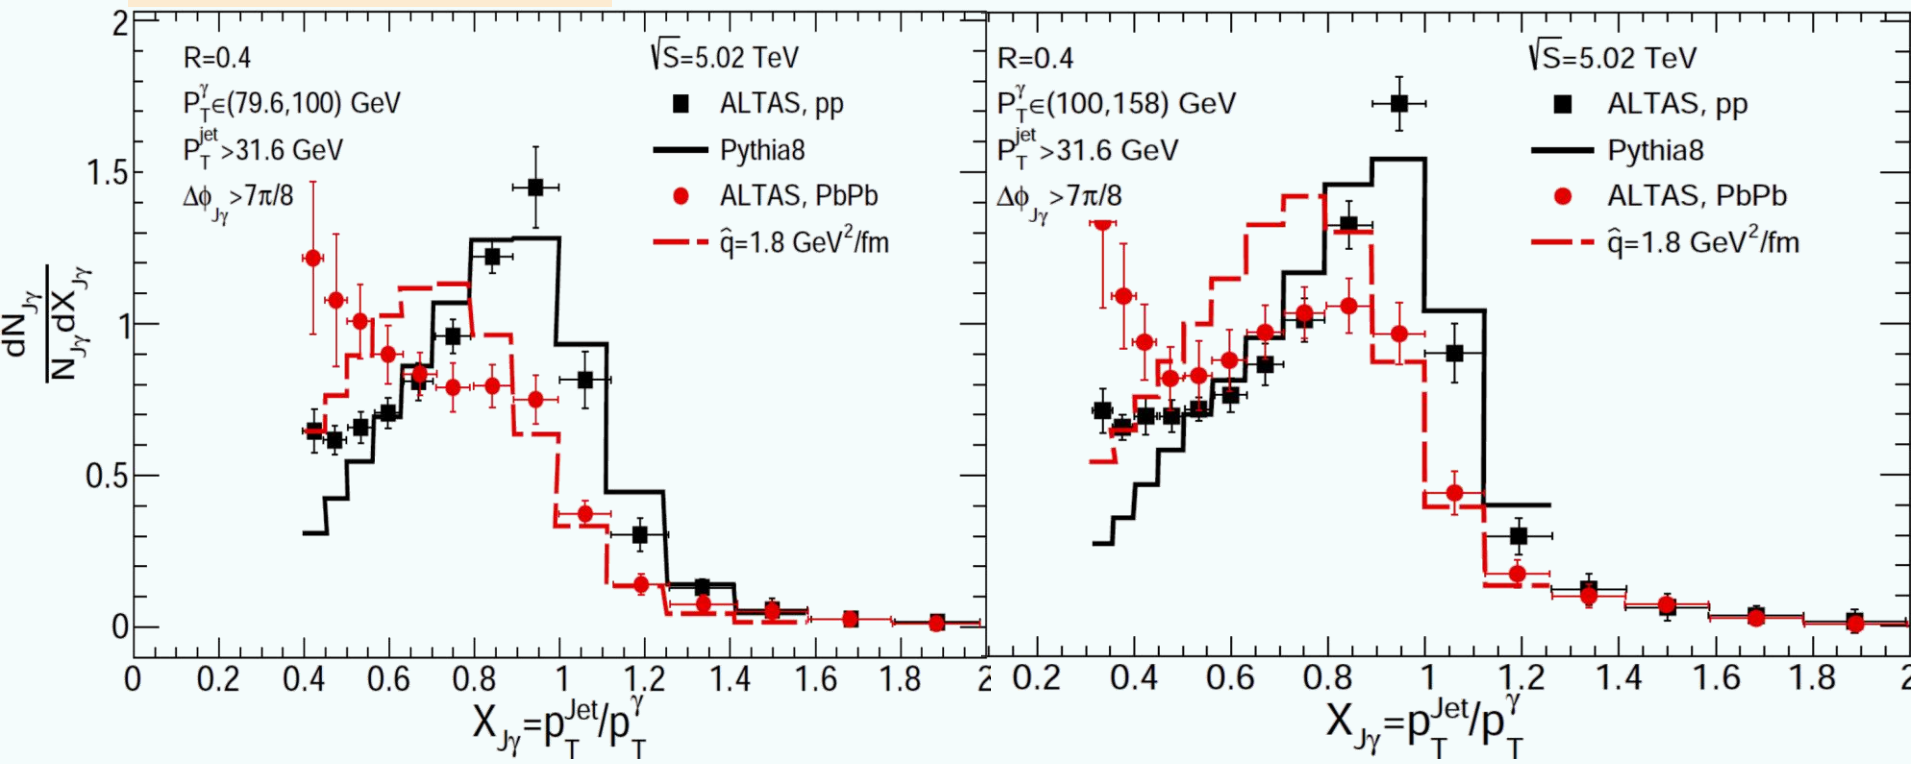 R=0.4
P_T^γ∈(79.6,100) GeV
P_T^jet >31.6 GeV
Δϕ_Jγ >7π/8
√S=5.02 TeV
ALTAS, pp
Pythia8
ALTAS, PbPb
q̂=1.8 GeV²/fm
2
1.5
1
0.5
0
dN_Jγ
N_Jγ dX_Jγ
0 0.2 0.4 0.6 0.8 1 1.2 1.4 1.6 1.8 2
X_Jγ=p_T^Jet/p_T^γ
R=0.4
P_T^γ∈(100,158) GeV
P_T^jet >31.6 GeV
Δϕ_Jγ >7π/8
√S=5.02 TeV
ALTAS, pp
Pythia8
ALTAS, PbPb
q̂=1.8 GeV²/fm
0.2 0.4 0.6 0.8 1 1.2 1.4 1.6 1.8 2
X_Jγ=p_T^Jet/p_T^γ